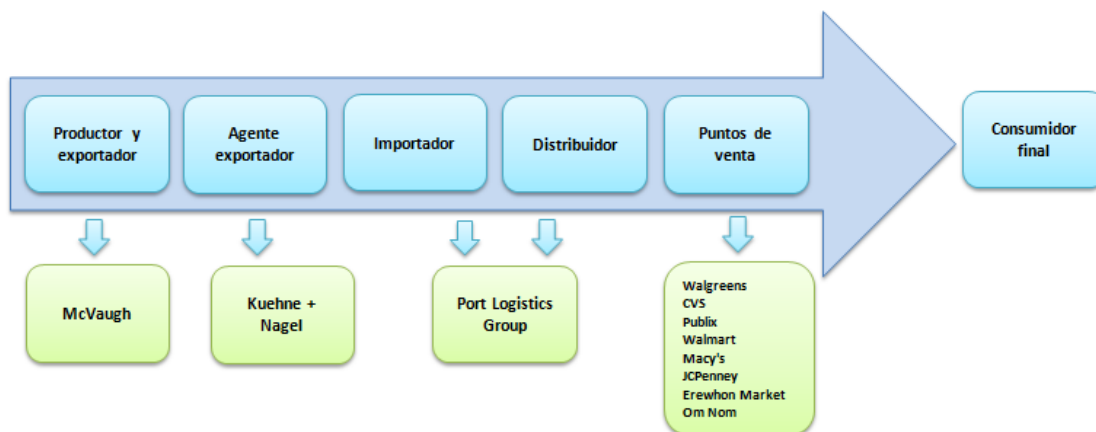 Productor y
exportador
Agente
exportador
Importador
Distribuidor
Puntos de
venta
Consumidor
final
McVaugh
Kuehne +
Nagel
Port Logistics
Group
Walgreens
CVS
Publix
Walmart
Macy's
JCPenney
Erewhon Market
Om Nom